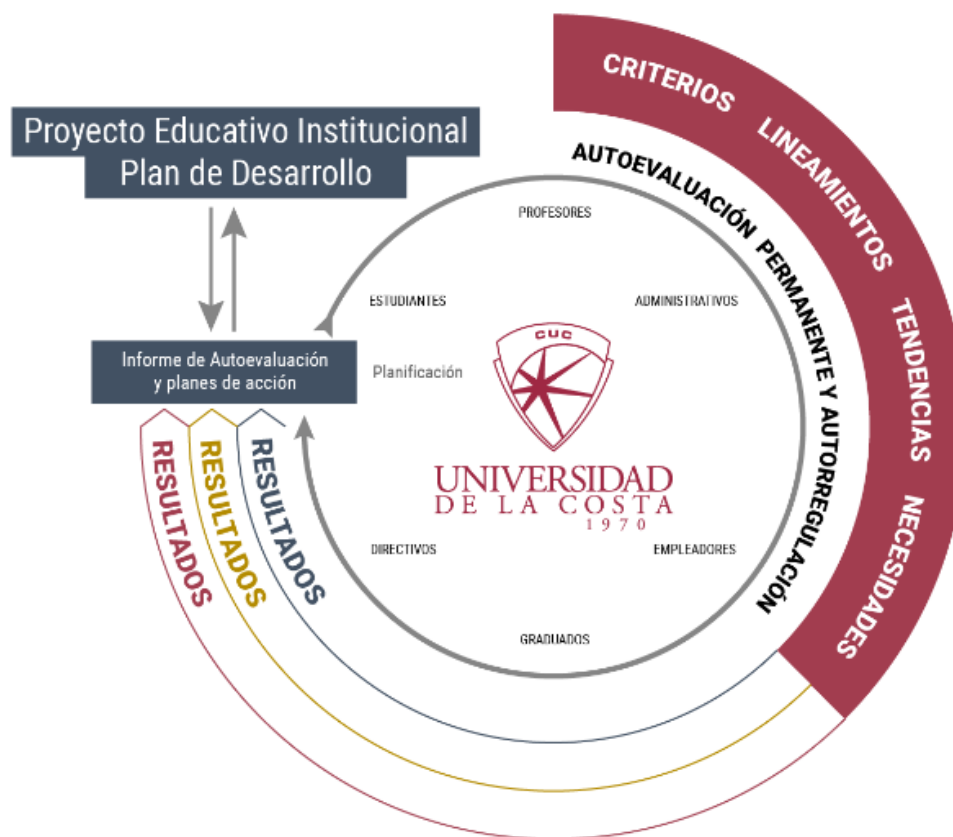 CRITERIOS
LINEAMIENTOS
TENDENCIAS
NECESIDADES
AUTOEVALUACIÓN PERMANENTE Y AUTORREGULACIÓN
Proyecto Educativo Institucional
Plan de Desarrollo
PROFESORES
ESTUDIANTES
ADMINISTRATIVOS
Informe de Autoevaluación
y planes de acción
Planificación
CUC
UNIVERSIDAD
DE LA COSTA
1970
RESULTADOS
RESULTADOS
RESULTADOS
DIRECTIVOS
EMPLEADORES
GRADUADOS